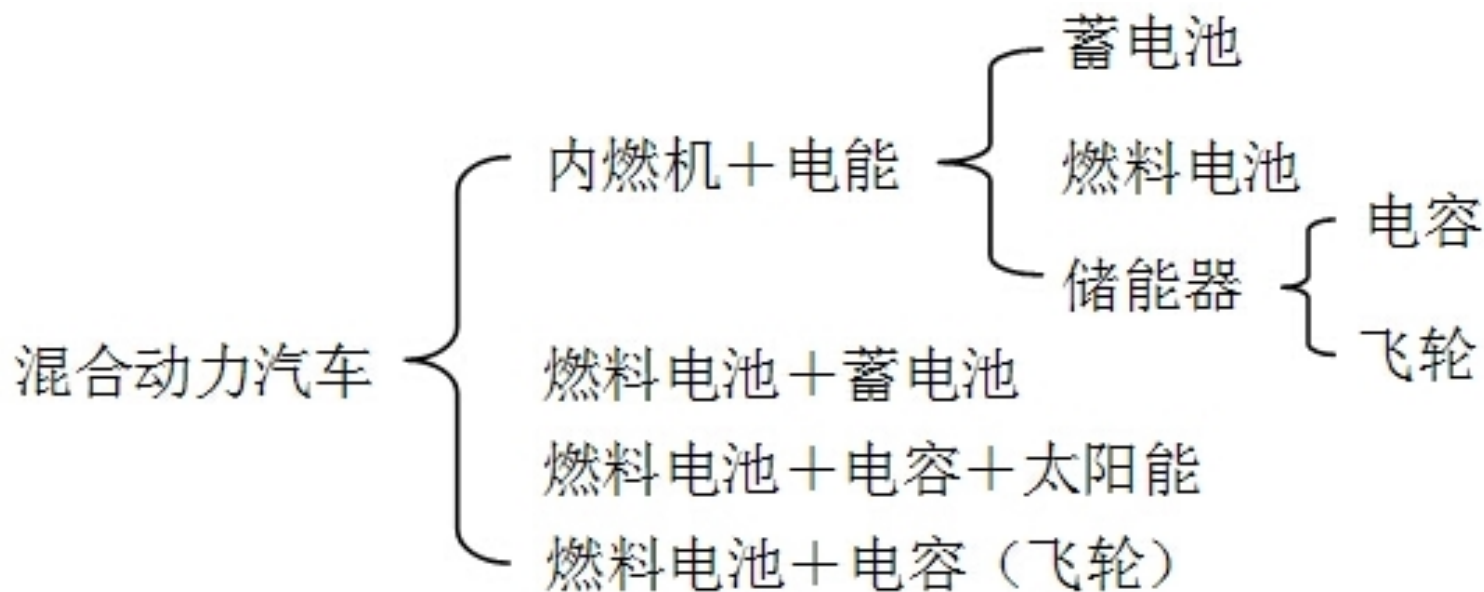 蓄电池
内燃机＋电能
燃料电池
电容
储能器
飞轮
混合动力汽车
燃料电池＋蓄电池
燃料电池＋电容＋太阳能
燃料电池＋电容（飞轮）